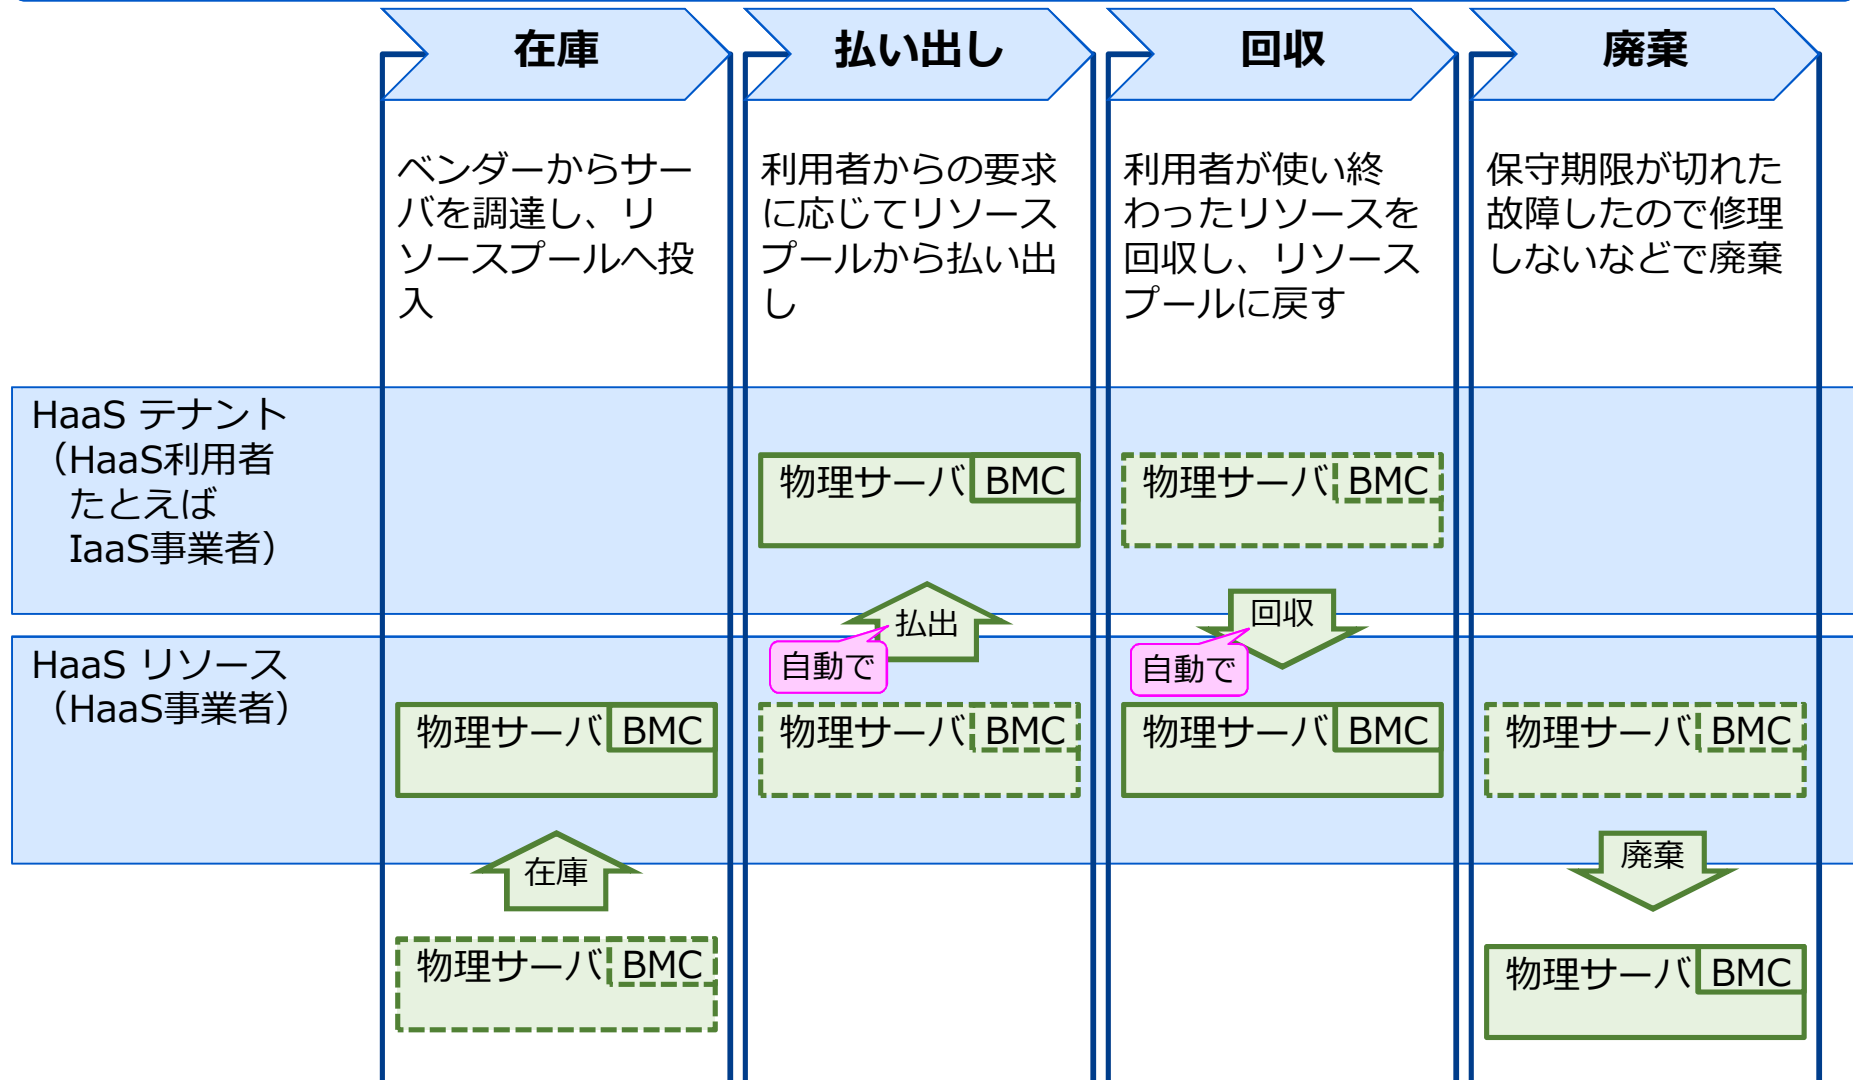 在庫
払い出し
回収
廃棄
ベンダーからサー
バを調達し、リ
ソースプールへ投
入
利用者からの要求
に応じてリソース
プールから払い出
し
利用者が使い終
わったリソースを
回収し、リソース
プールに戻す
保守期限が切れた
故障したので修理
しないなどで廃棄
HaaS テナント
（HaaS利用者
たとえば
IaaS事業者）
物理サーバ BMC
物理サーバ BMC
払出
自動で
回収
自動で
HaaS リソース
（HaaS事業者）
物理サーバ BMC
物理サーバ BMC
物理サーバ BMC
物理サーバ BMC
在庫
廃棄
物理サーバ BMC
物理サーバ BMC